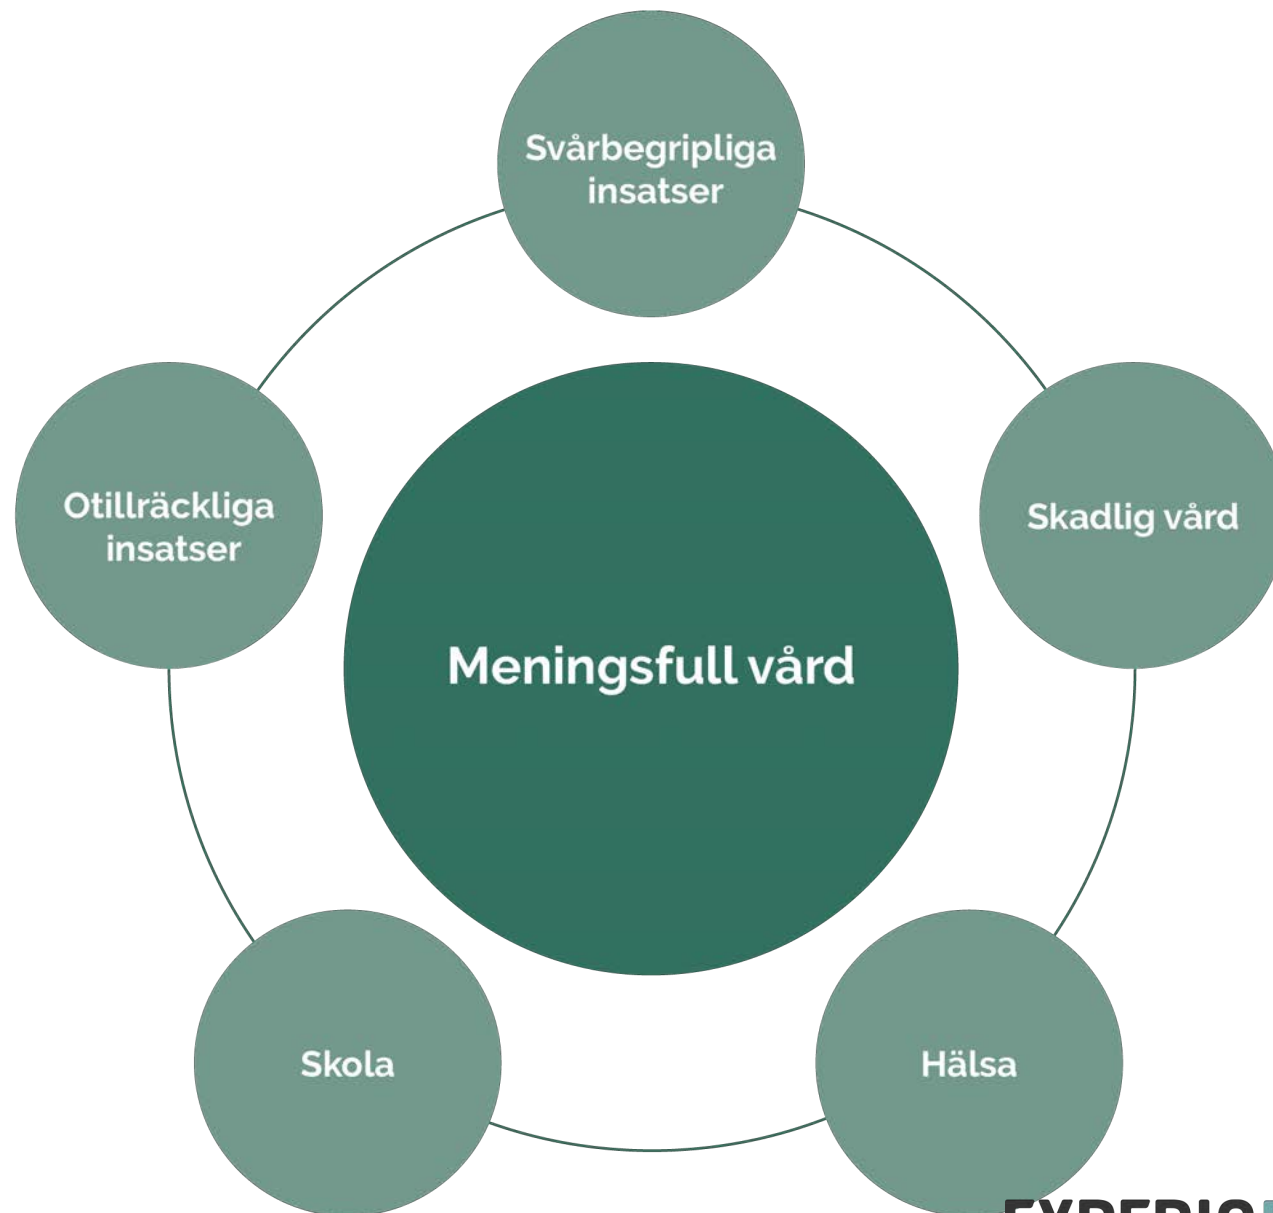 Svårbegripliga
insatser
Otillräckliga
insatser
Skadlig vård
Meningsfull vård
Skola
Hälsa